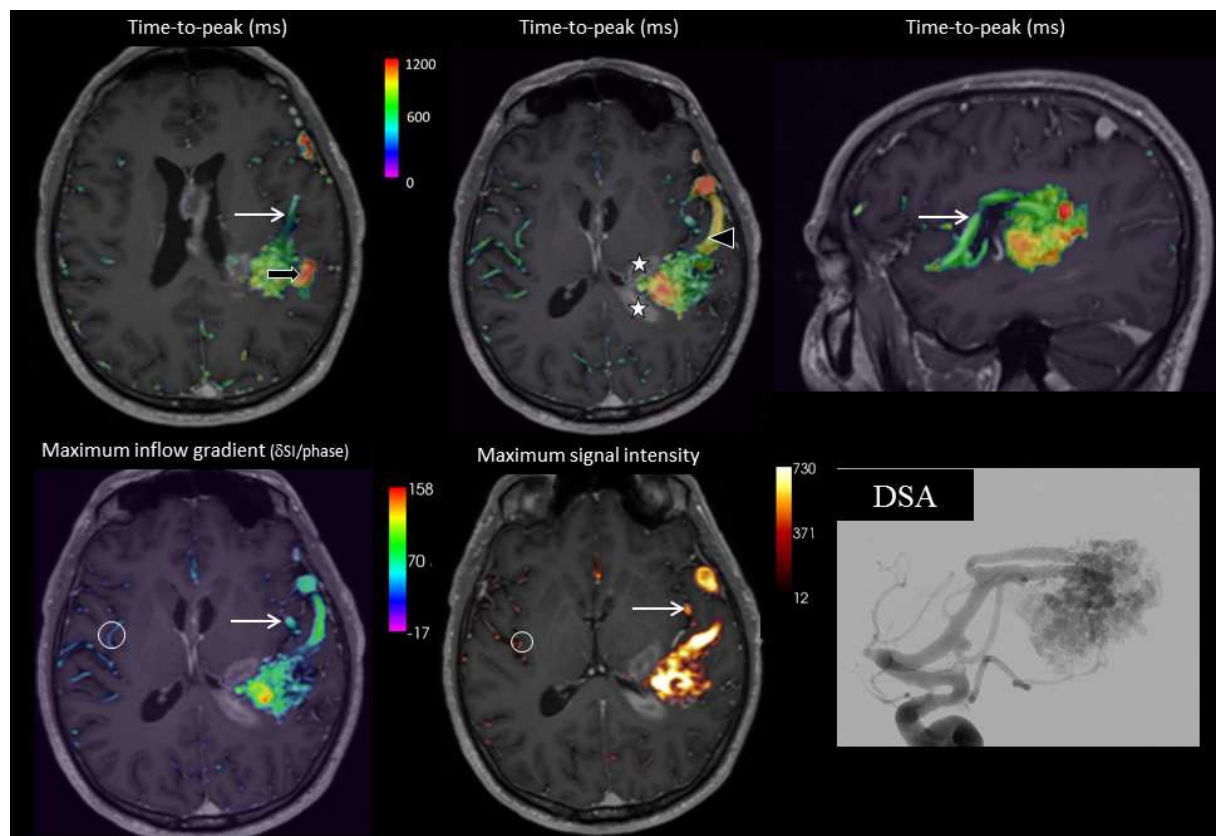 Time-to-peak (ms)
Time-to-peak (ms)
Time-to-peak (ms)
1200
600
0
Maximum inflow gradient (δSI/phase)
Maximum signal intensity
158
70
-17
730
371
12
DSA